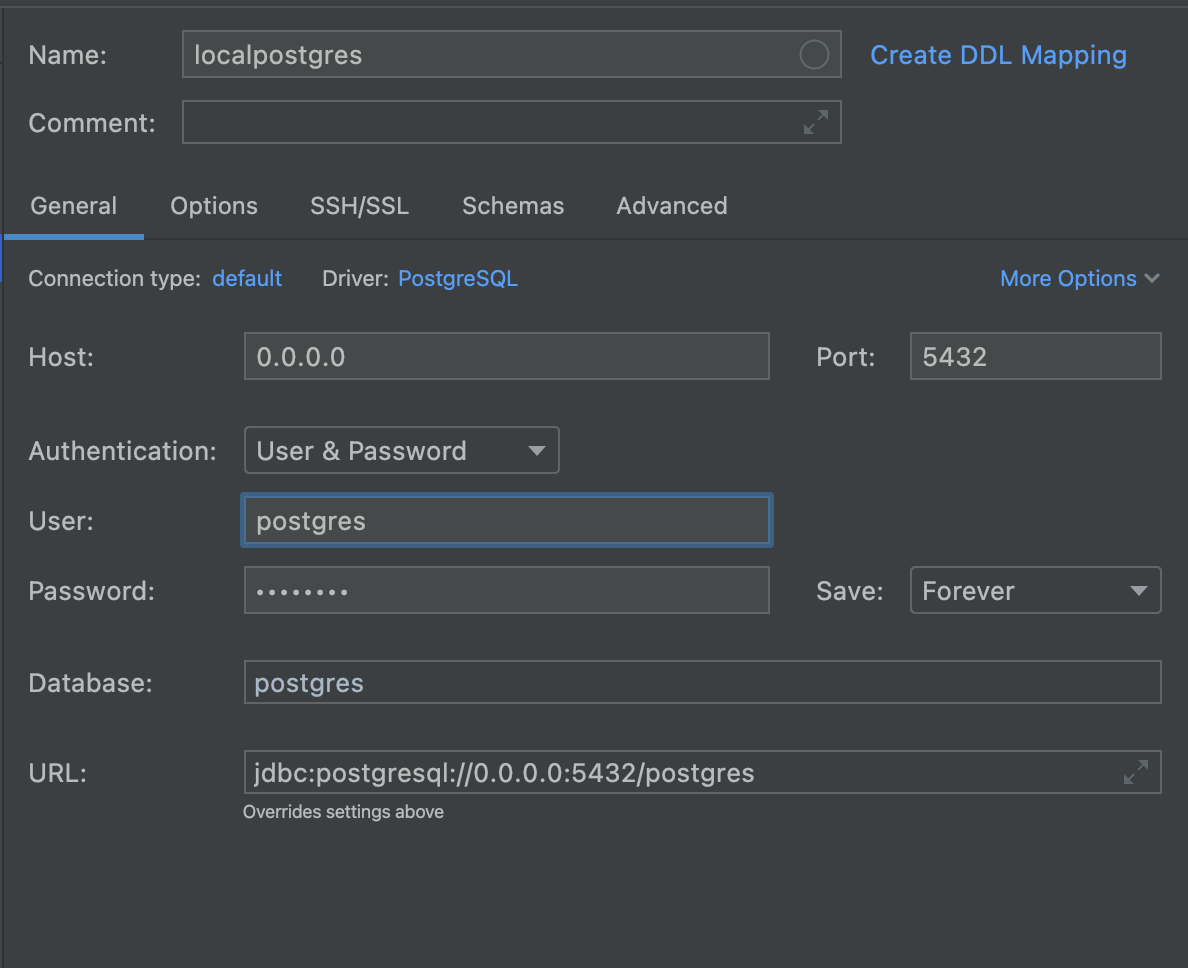 Name: localpostgres Create DDL Mapping
Comment:
General Options SSH/SSL Schemas Advanced
Connection type: default Driver: PostgreSQL More Options
Host: 0.0.0.0 Port: 5432
Authentication: User & Password
User: postgres
Password: •••••••• Save: Forever
Database: postgres
URL: jdbc:postgresql://0.0.0.0:5432/postgres
Overrides settings above